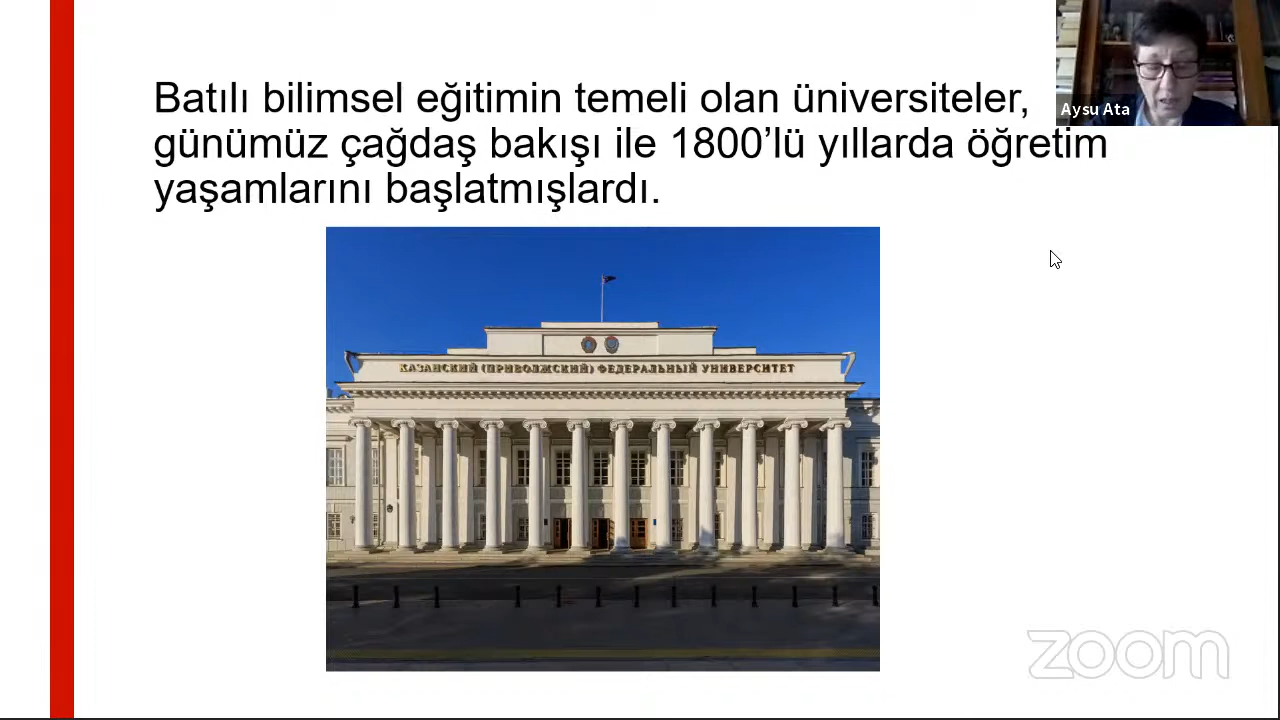 Batılı bilimsel eğitimin temeli olan üniversiteler,
günümüz çağdaş bakışı ile 1800’lü yıllarda öğretim
yaşamlarını başlatmışlardı.
Aysu Ata
КАЗАНСКИЙ (ПРИВОЛЖСКИЙ) ФЕДЕРАЛЬНЫЙ УНИВЕРСИТЕТ
zoom